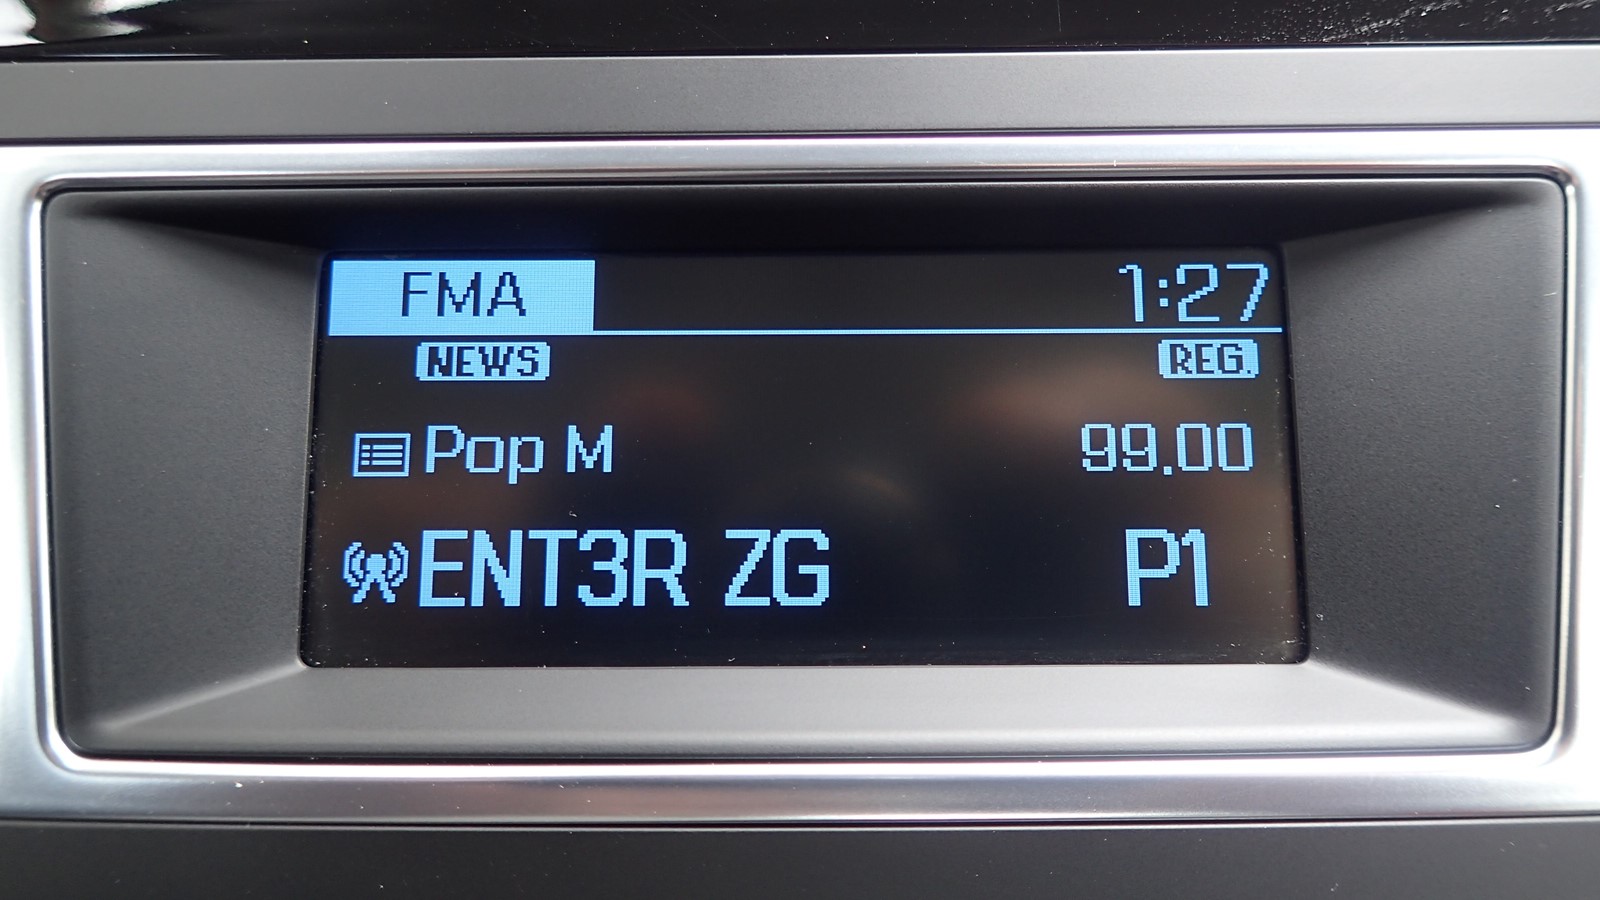 FMA 1:27
NEWS REG.
Pop M 99.00
ENT3R ZG P1